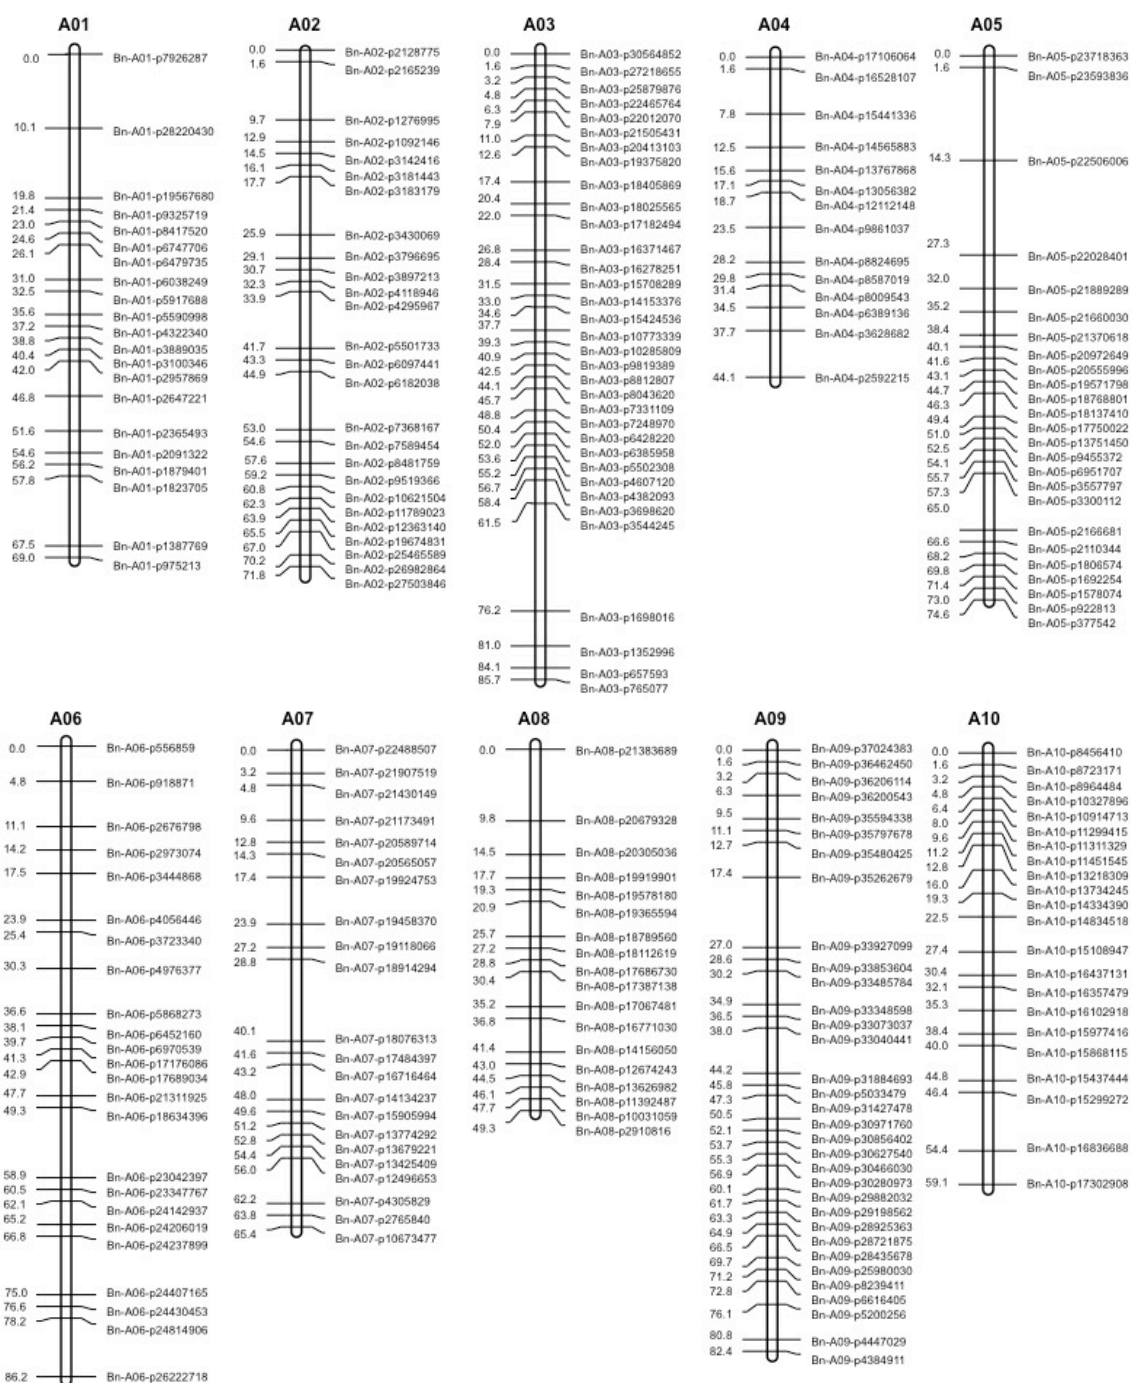 A01
0.0 Bn-A01-p7926287
10.1 Bn-A01-p28220430
19.8 Bn-A01-p19567680
21.4 Bn-A01-p9325719
23.0 Bn-A01-p8417520
24.6 Bn-A01-p6747706
26.1 Bn-A01-p6479735
31.0 Bn-A01-p6038249
32.5 Bn-A01-p5917688
35.6 Bn-A01-p5590998
37.2 Bn-A01-p4322340
38.8 Bn-A01-p3889035
40.4 Bn-A01-p3100346
42.0 Bn-A01-p2957869
46.8 Bn-A01-p2647221
51.6 Bn-A01-p2365493
54.6 Bn-A01-p2091322
56.2 Bn-A01-p1879401
57.8 Bn-A01-p1823705
67.5 Bn-A01-p1387769
69.0 Bn-A01-p975213
A02
0.0 Bn-A02-p2128775
1.6 Bn-A02-p2165239
9.7 Bn-A02-p1276995
12.9 Bn-A02-p1092146
14.5 Bn-A02-p3142416
16.1 Bn-A02-p3181443
17.7 Bn-A02-p3183179
25.9 Bn-A02-p3430069
29.1 Bn-A02-p3796695
30.7 Bn-A02-p3897213
32.3 Bn-A02-p4118946
33.9 Bn-A02-p4295967
41.7 Bn-A02-p5501733
43.3 Bn-A02-p6097441
44.9 Bn-A02-p6182038
53.0 Bn-A02-p7368167
54.6 Bn-A02-p7589454
57.6 Bn-A02-p8481759
59.2 Bn-A02-p9519366
60.8 Bn-A02-p10621504
62.3 Bn-A02-p11789023
63.9 Bn-A02-p12363140
65.5 Bn-A02-p19674831
67.0 Bn-A02-p25465589
70.2 Bn-A02-p26982864
71.8 Bn-A02-p27503846
A03
0.0 Bn-A03-p30564852
1.6 Bn-A03-p27218655
3.2 Bn-A03-p25879876
4.8 Bn-A03-p22465764
6.3 Bn-A03-p22012070
7.9 Bn-A03-p21505431
11.0 Bn-A03-p20413103
12.6 Bn-A03-p19375820
17.4 Bn-A03-p18405869
20.4 Bn-A03-p18025565
22.0 Bn-A03-p17182494
26.8 Bn-A03-p16371467
28.4 Bn-A03-p16278251
31.5 Bn-A03-p15708289
33.0 Bn-A03-p14153376
34.6 Bn-A03-p15424536
37.7 Bn-A03-p10773339
39.3 Bn-A03-p10285809
40.9 Bn-A03-p9819389
42.5 Bn-A03-p8812807
44.1 Bn-A03-p8043620
45.7 Bn-A03-p7331109
48.8 Bn-A03-p7248970
50.4 Bn-A03-p6428220
52.0 Bn-A03-p6385958
53.6 Bn-A03-p5502308
55.2 Bn-A03-p4607120
56.7 Bn-A03-p4382093
58.4 Bn-A03-p3698620
61.5 Bn-A03-p3544245
76.2 Bn-A03-p1698016
81.0 Bn-A03-p1352996
84.1 Bn-A03-p657593
85.7 Bn-A03-p765077
A04
0.0 Bn-A04-p17106064
1.6 Bn-A04-p16528107
7.8 Bn-A04-p15441336
12.5 Bn-A04-p14565883
15.6 Bn-A04-p13767868
17.1 Bn-A04-p13056382
18.7 Bn-A04-p12112148
23.5 Bn-A04-p9861037
28.2 Bn-A04-p8824695
29.8 Bn-A04-p8587019
31.4 Bn-A04-p8009543
34.5 Bn-A04-p6389136
37.7 Bn-A04-p3628682
44.1 Bn-A04-p2592215
A05
0.0 Bn-A05-p23718363
1.6 Bn-A05-p23593836
14.3 Bn-A05-p22506006
27.3 Bn-A05-p22028401
32.0 Bn-A05-p21889289
35.2 Bn-A05-p21660030
38.4 Bn-A05-p21370618
40.1 Bn-A05-p20972649
41.6 Bn-A05-p20555996
43.1 Bn-A05-p19571798
44.7 Bn-A05-p18768801
46.3 Bn-A05-p18137410
49.4 Bn-A05-p17750022
51.0 Bn-A05-p13751450
52.5 Bn-A05-p9455372
54.1 Bn-A05-p6951707
55.7 Bn-A05-p3557797
57.3 Bn-A05-p3300112
65.0 Bn-A05-p2166681
66.6 Bn-A05-p2110344
68.2 Bn-A05-p1806574
69.8 Bn-A05-p1692254
71.4 Bn-A05-p1578074
73.0 Bn-A05-p922813
74.6 Bn-A05-p377542
A06
0.0 Bn-A06-p556859
4.8 Bn-A06-p918871
11.1 Bn-A06-p2676798
14.2 Bn-A06-p2973074
17.5 Bn-A06-p3444868
23.9 Bn-A06-p4056446
25.4 Bn-A06-p3723340
30.3 Bn-A06-p4976377
36.6 Bn-A06-p5868273
38.1 Bn-A06-p6452160
39.7 Bn-A06-p6970539
41.3 Bn-A06-p17176086
42.9 Bn-A06-p17689034
47.7 Bn-A06-p21311925
49.3 Bn-A06-p18634396
58.9 Bn-A06-p23042397
60.5 Bn-A06-p23347767
62.1 Bn-A06-p24142937
65.2 Bn-A06-p24206019
66.8 Bn-A06-p24237899
75.0 Bn-A06-p24407165
76.6 Bn-A06-p24430453
78.2 Bn-A06-p24814906
86.2 Bn-A06-p26222718
A07
0.0 Bn-A07-p22488507
3.2 Bn-A07-p21907519
4.8 Bn-A07-p21430149
9.6 Bn-A07-p21173491
12.8 Bn-A07-p20589714
14.3 Bn-A07-p20565057
17.4 Bn-A07-p19924753
23.9 Bn-A07-p19458370
27.2 Bn-A07-p19118066
28.8 Bn-A07-p18914294
40.1 Bn-A07-p18076313
41.6 Bn-A07-p17484397
43.2 Bn-A07-p16716464
48.0 Bn-A07-p14134237
49.6 Bn-A07-p15905994
51.2 Bn-A07-p13774292
52.8 Bn-A07-p13679221
54.4 Bn-A07-p13425409
56.0 Bn-A07-p12496653
62.2 Bn-A07-p4305829
63.8 Bn-A07-p2765840
65.4 Bn-A07-p10673477
A08
0.0 Bn-A08-p21383689
9.8 Bn-A08-p20679328
14.5 Bn-A08-p20305036
17.7 Bn-A08-p19919901
19.3 Bn-A08-p19578180
20.9 Bn-A08-p19365594
25.7 Bn-A08-p18789560
27.2 Bn-A08-p18112619
28.8 Bn-A08-p17686730
30.4 Bn-A08-p17387138
35.2 Bn-A08-p17067481
36.8 Bn-A08-p16771030
41.4 Bn-A08-p14156050
43.0 Bn-A08-p12674243
44.5 Bn-A08-p13626982
46.1 Bn-A08-p11392487
47.7 Bn-A08-p10031059
49.3 Bn-A08-p2910816
A09
0.0 Bn-A09-p37024383
1.6 Bn-A09-p36462450
3.2 Bn-A09-p36206114
6.3 Bn-A09-p36200543
9.5 Bn-A09-p35594338
11.1 Bn-A09-p35797678
12.7 Bn-A09-p35480425
17.4 Bn-A09-p35262679
27.0 Bn-A09-p33927099
28.6 Bn-A09-p33853604
30.2 Bn-A09-p33485784
34.9 Bn-A09-p33348598
36.5 Bn-A09-p33073037
38.0 Bn-A09-p33040441
44.2 Bn-A09-p31884693
45.8 Bn-A09-p5033479
47.3 Bn-A09-p31427478
50.5 Bn-A09-p30971760
52.1 Bn-A09-p30856402
53.7 Bn-A09-p30627540
55.3 Bn-A09-p30466030
56.9 Bn-A09-p30280973
60.1 Bn-A09-p29882032
61.7 Bn-A09-p29198562
63.3 Bn-A09-p28925363
64.9 Bn-A09-p28721875
66.5 Bn-A09-p28435678
69.7 Bn-A09-p25980030
71.2 Bn-A09-p8239411
72.8 Bn-A09-p6616405
76.1 Bn-A09-p5200256
80.8 Bn-A09-p4447029
82.4 Bn-A09-p4384911
A10
0.0 Bn-A10-p8456410
1.6 Bn-A10-p8723171
3.2 Bn-A10-p8964484
4.8 Bn-A10-p10327896
6.4 Bn-A10-p10914713
8.0 Bn-A10-p11299415
9.6 Bn-A10-p11311329
11.2 Bn-A10-p11451545
12.8 Bn-A10-p13218309
16.0 Bn-A10-p13734245
19.3 Bn-A10-p14334390
22.5 Bn-A10-p14834518
27.4 Bn-A10-p15108947
30.4 Bn-A10-p16437131
32.1 Bn-A10-p16357479
35.3 Bn-A10-p16102918
38.4 Bn-A10-p15977416
40.0 Bn-A10-p15868115
44.8 Bn-A10-p15437444
46.4 Bn-A10-p15299272
54.4 Bn-A10-p16836688
59.1 Bn-A10-p17302908